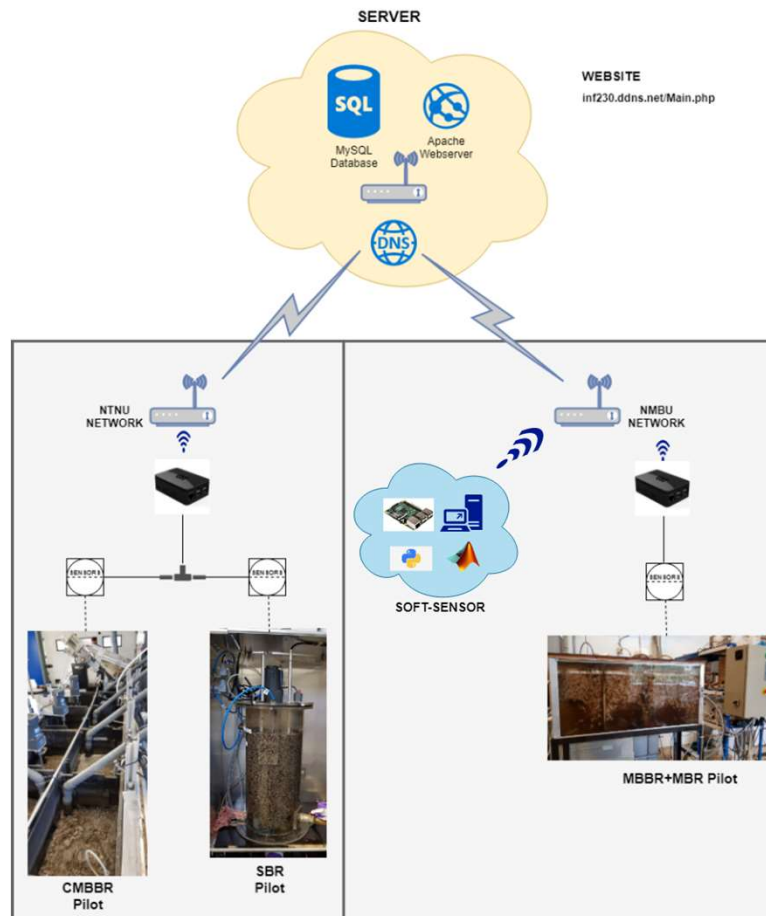 SERVER
SQL
MySQL
Database
Apache
Webserver
WEBSITE
inf230.ddns.net/Main.php
DNS
NTNU
NETWORK
NMBU
NETWORK
SENSORS
SENSORS
SENSORS
SOFT-SENSOR
MBBR+MBR Pilot
CMBBR
Pilot
SBR
Pilot